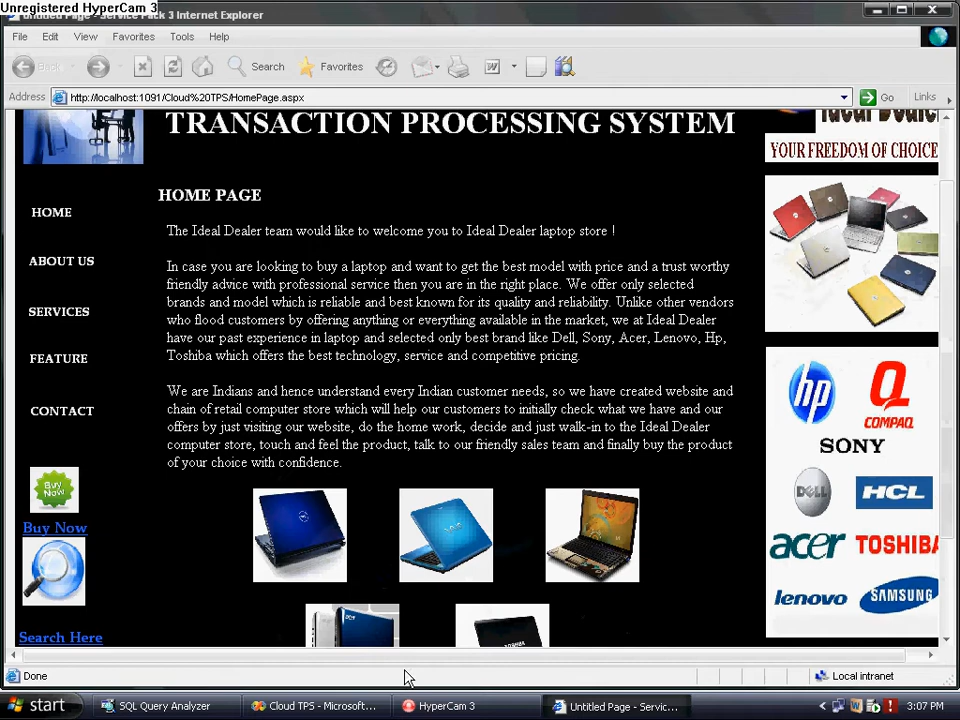 Unregistered HyperCam 3
Untitled Page - Service Pack 3 Internet Explorer
File Edit View Favorites Tools Help
Back Search Favorites
Address http://localhost:1091/Cloud%20TPS/HomePage.aspx Go Links
TRANSACTION PROCESSING SYSTEM
Ideal Dealer
YOUR FREEDOM OF CHOICE
HOME PAGE
HOME
ABOUT US
SERVICES
FEATURE
CONTACT
Buy Now
Buy Now
Search Here
The Ideal Dealer team would like to welcome you to Ideal Dealer laptop store !
In case you are looking to buy a laptop and want to get the best model with price and a trust worthy
friendly advice with professional service then you are in the right place. We offer only selected
brands and model which is reliable and best known for its quality and reliability. Unlike other vendors
who flood customers by offering anything or everything available in the market, we at Ideal Dealer
have our past experience in laptop and selected only best brand like Dell, Sony, Acer, Lenovo, Hp,
Toshiba which offers the best technology, service and competitive pricing.
We are Indians and hence understand every Indian customer needs, so we have created website and
chain of retail computer store which will help our customers to initially check what we have and our
offers by just visiting our website, do the home work, decide and just walk-in to the Ideal Dealer
computer store, touch and feel the product, talk to our friendly sales team and finally buy the product
of your choice with confidence.
hp
COMPAQ
SONY
DELL
HCL
acer TOSHIBA
lenovo SAMSUNG
Done Local intranet
start SQL Query Analyzer Cloud TPS - Microsoft... HyperCam 3 Untitled Page - Servic... 3:07 PM